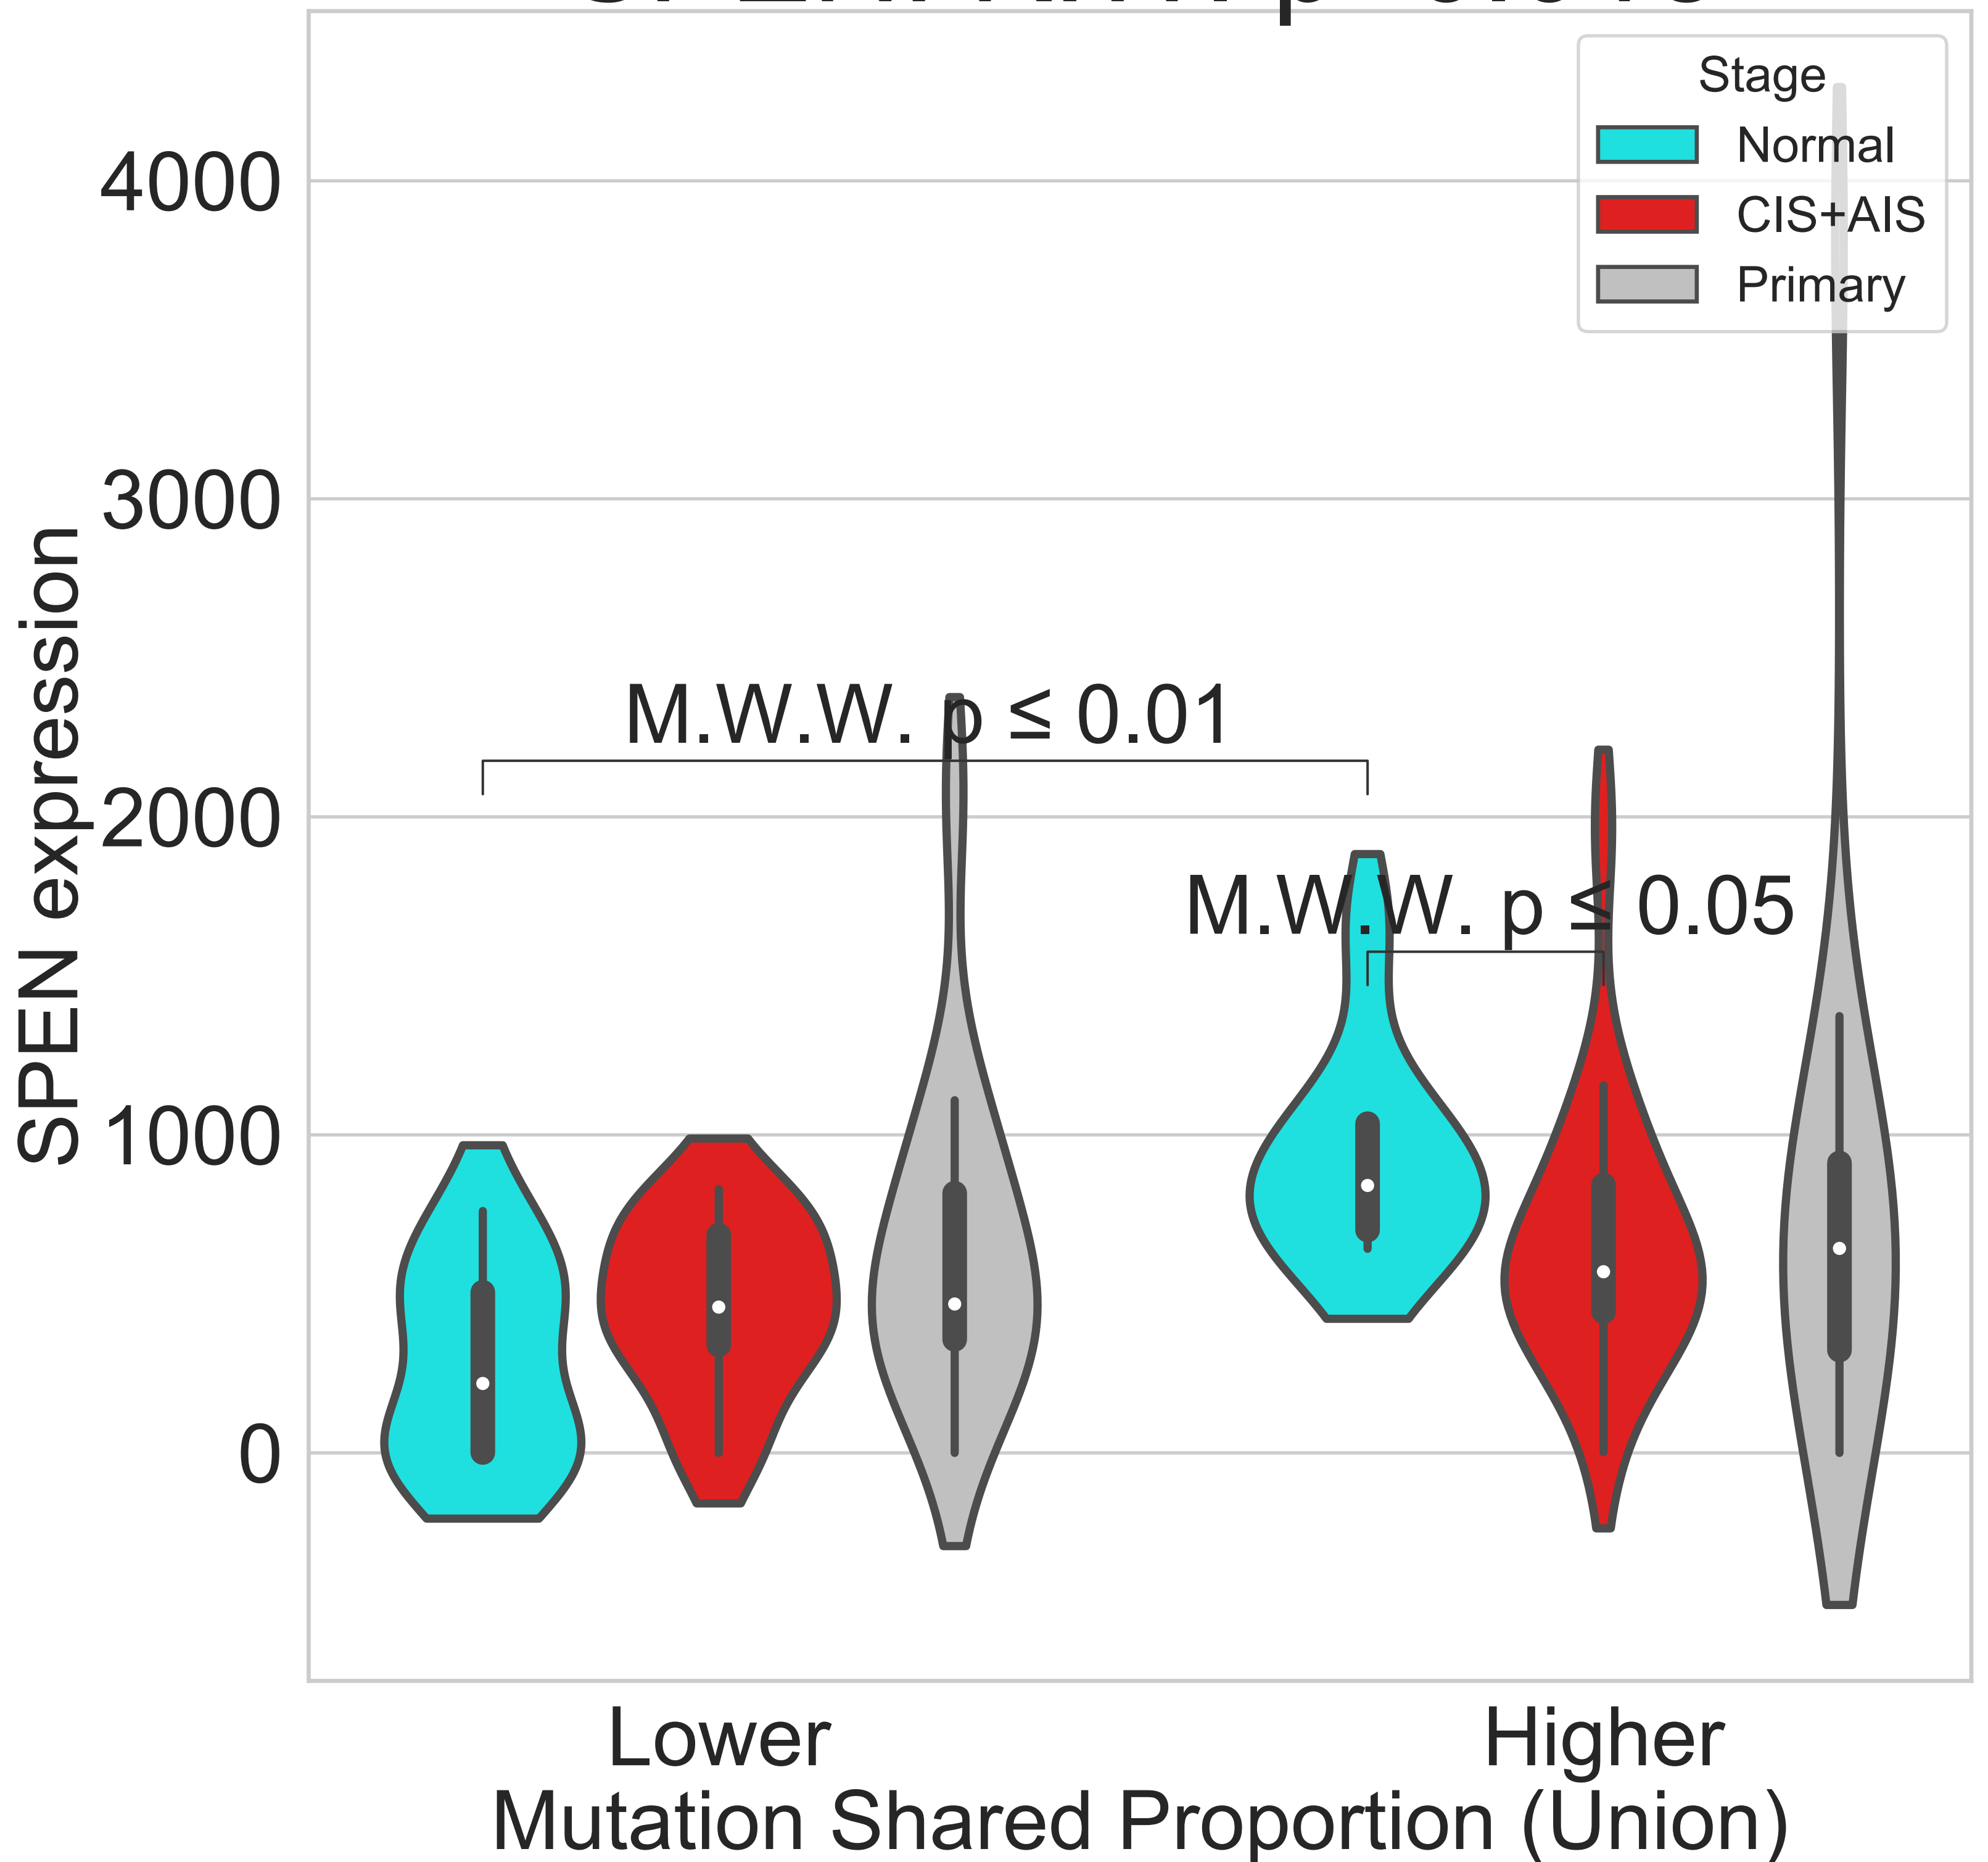 Stage
Normal
CIS+AIS
Primary
4000
3000
2000
1000
0
SPEN expression
M.W.W. p ≤ 0.01
M.W.W. p ≤ 0.05
Lower
Higher
Mutation Shared Proportion (Union)